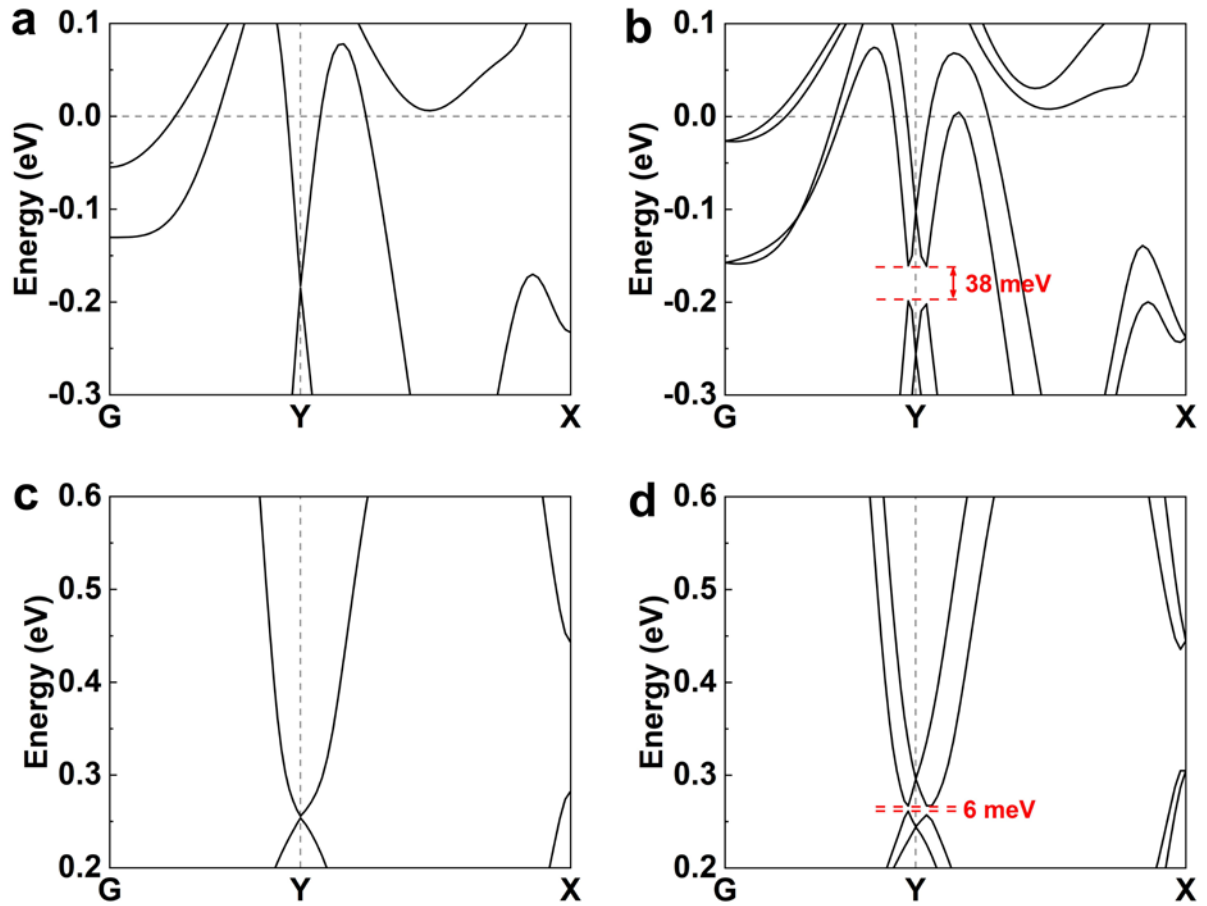 a
b
Energy (eV)
0.1
0.0
-0.1
-0.2
-0.3
G
Y
X
Energy (eV)
0.1
0.0
-0.1
-0.2
-0.3
38 meV
G
Y
X
c
d
Energy (eV)
0.6
0.5
0.4
0.3
0.2
G
Y
X
Energy (eV)
0.6
0.5
0.4
0.3
0.2
6 meV
G
Y
X